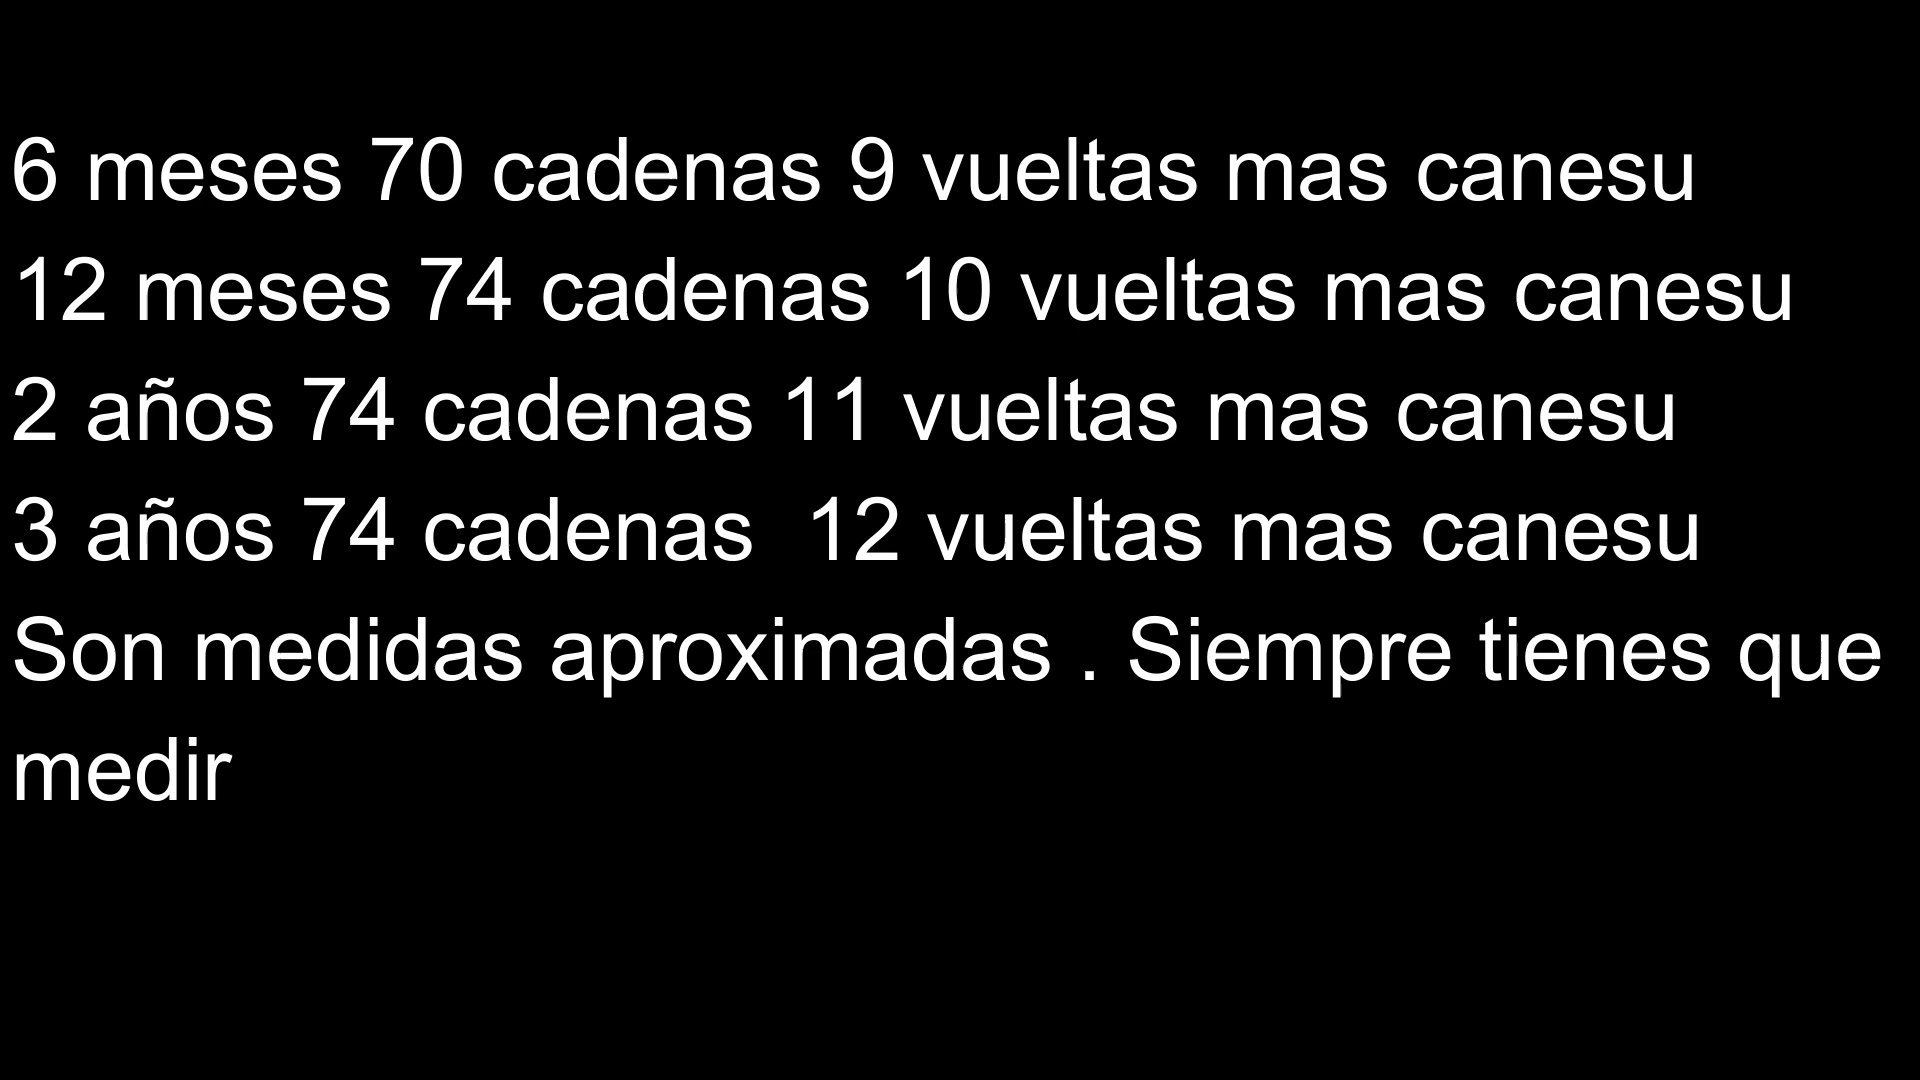 6 meses 70 cadenas 9 vueltas mas canesu
12 meses 74 cadenas 10 vueltas mas canesu
2 años 74 cadenas 11 vueltas mas canesu
3 años 74 cadenas  12 vueltas mas canesu
Son medidas aproximadas . Siempre tienes que
medir